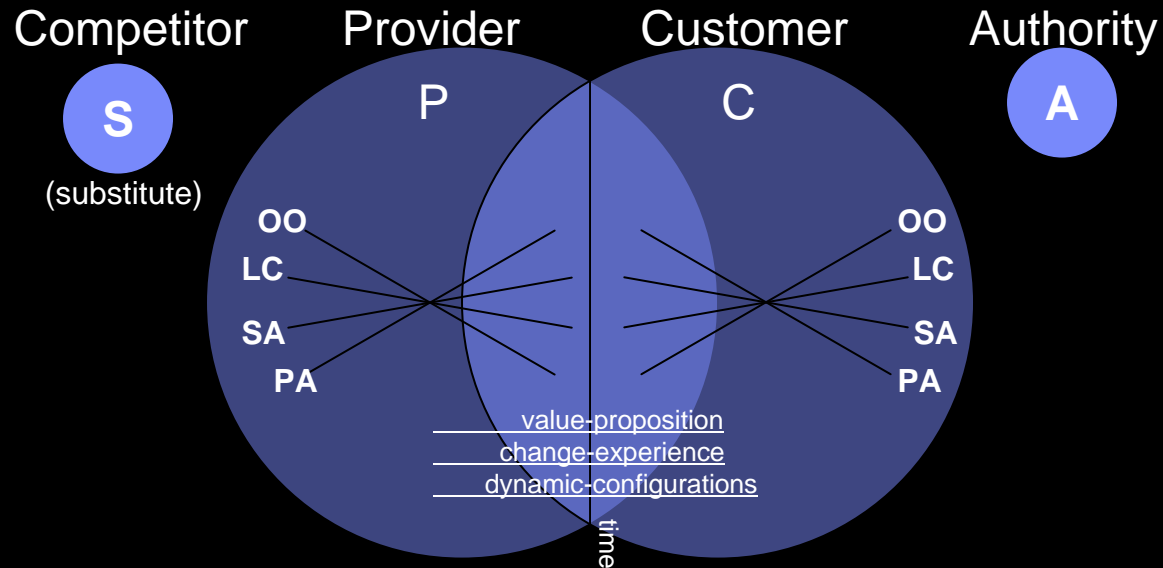 Competitor
Provider
Customer
Authority
S
P
C
A
(substitute)
OO
LC
SA
PA
OO
LC
SA
PA
value-proposition
change-experience
dynamic-configurations
time